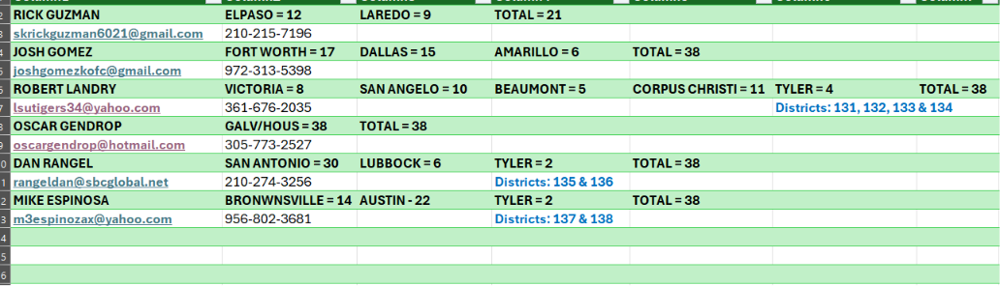 RICK GUZMAN ELPASO = 12 LAREDO = 9 TOTAL = 21
skrickguzman6021@gmail.com 210-215-7196
JOSH GOMEZ FORT WORTH = 17 DALLAS = 15 AMARILLO = 6 TOTAL = 38
joshgomezkofc@gmail.com 972-313-5398
ROBERT LANDRY VICTORIA = 8 SAN ANGELO = 10 BEAUMONT = 5 CORPUS CHRISTI = 11 TYLER = 4 TOTAL = 38
lsutigers34@yahoo.com 361-676-2035 Districts: 131, 132, 133 & 134
OSCAR GENDROP GALV/HOUS = 38 TOTAL = 38
oscargendrop@hotmail.com 305-773-2527
DAN RANGEL SAN ANTONIO = 30 LUBBOCK = 6 TYLER = 2 TOTAL = 38
rangeldan@sbcglobal.net 210-274-3256 Districts: 135 & 136
MIKE ESPINOSA BRONWNSVILLE = 14 AUSTIN - 22 TYLER = 2 TOTAL = 38
m3espinozax@yahoo.com 956-802-3681 Districts: 137 & 138